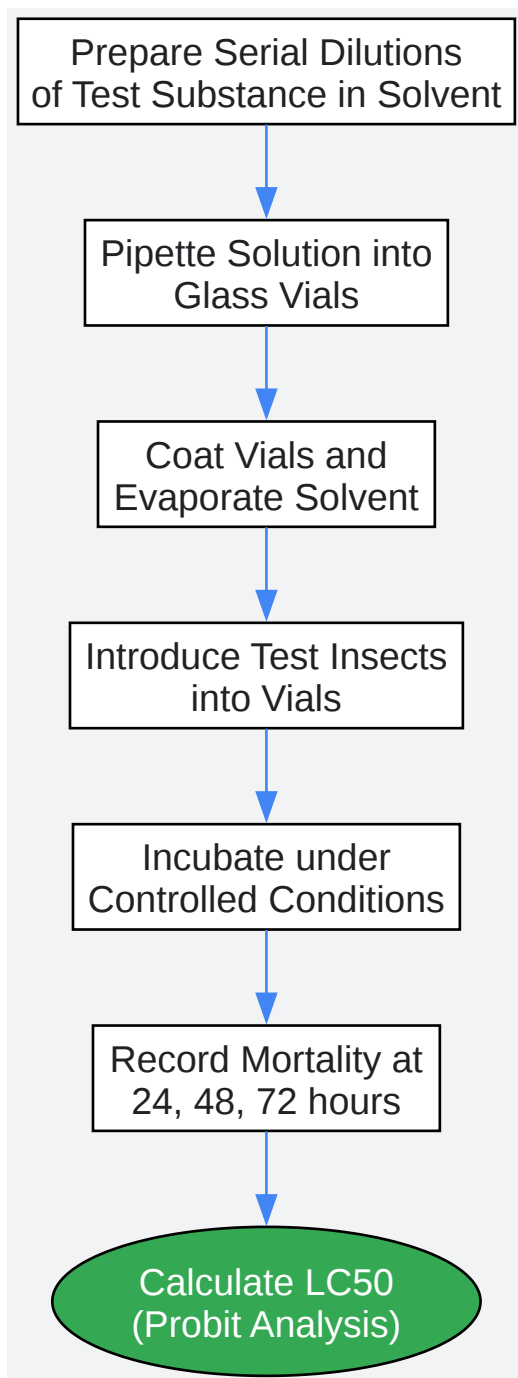 Prepare Serial Dilutions
of Test Substance in Solvent
Pipette Solution into
Glass Vials
Coat Vials and
Evaporate Solvent
Introduce Test Insects
into Vials
Incubate under
Controlled Conditions
Record Mortality at
24, 48, 72 hours
Calculate LC50
(Probit Analysis)